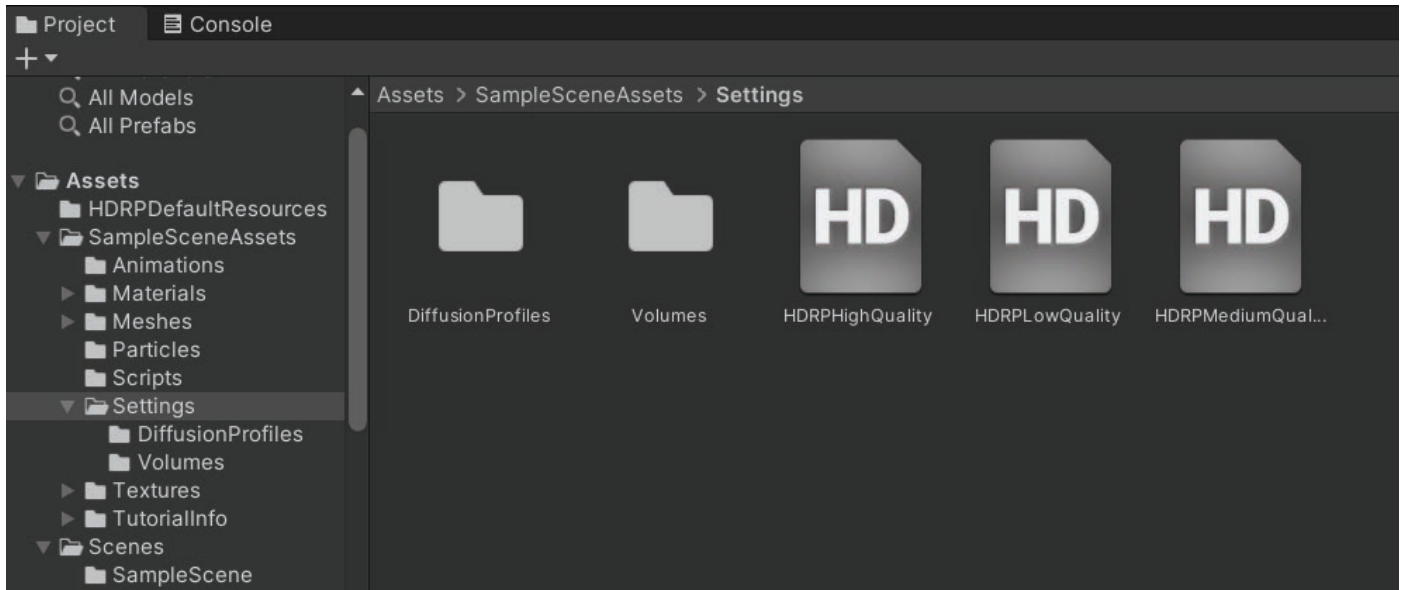 Project
Console
All Models
All Prefabs
Assets
HDRPDefaultResources
SampleSceneAssets
Animations
Materials
Meshes
Particles
Scripts
Settings
DiffusionProfiles
Volumes
Textures
TutorialInfo
Scenes
SampleScene
Assets > SampleSceneAssets > Settings
HD
HD
HD
DiffusionProfiles
Volumes
HDRPHighQuality
HDRPLowQuality
HDRPMediumQual...